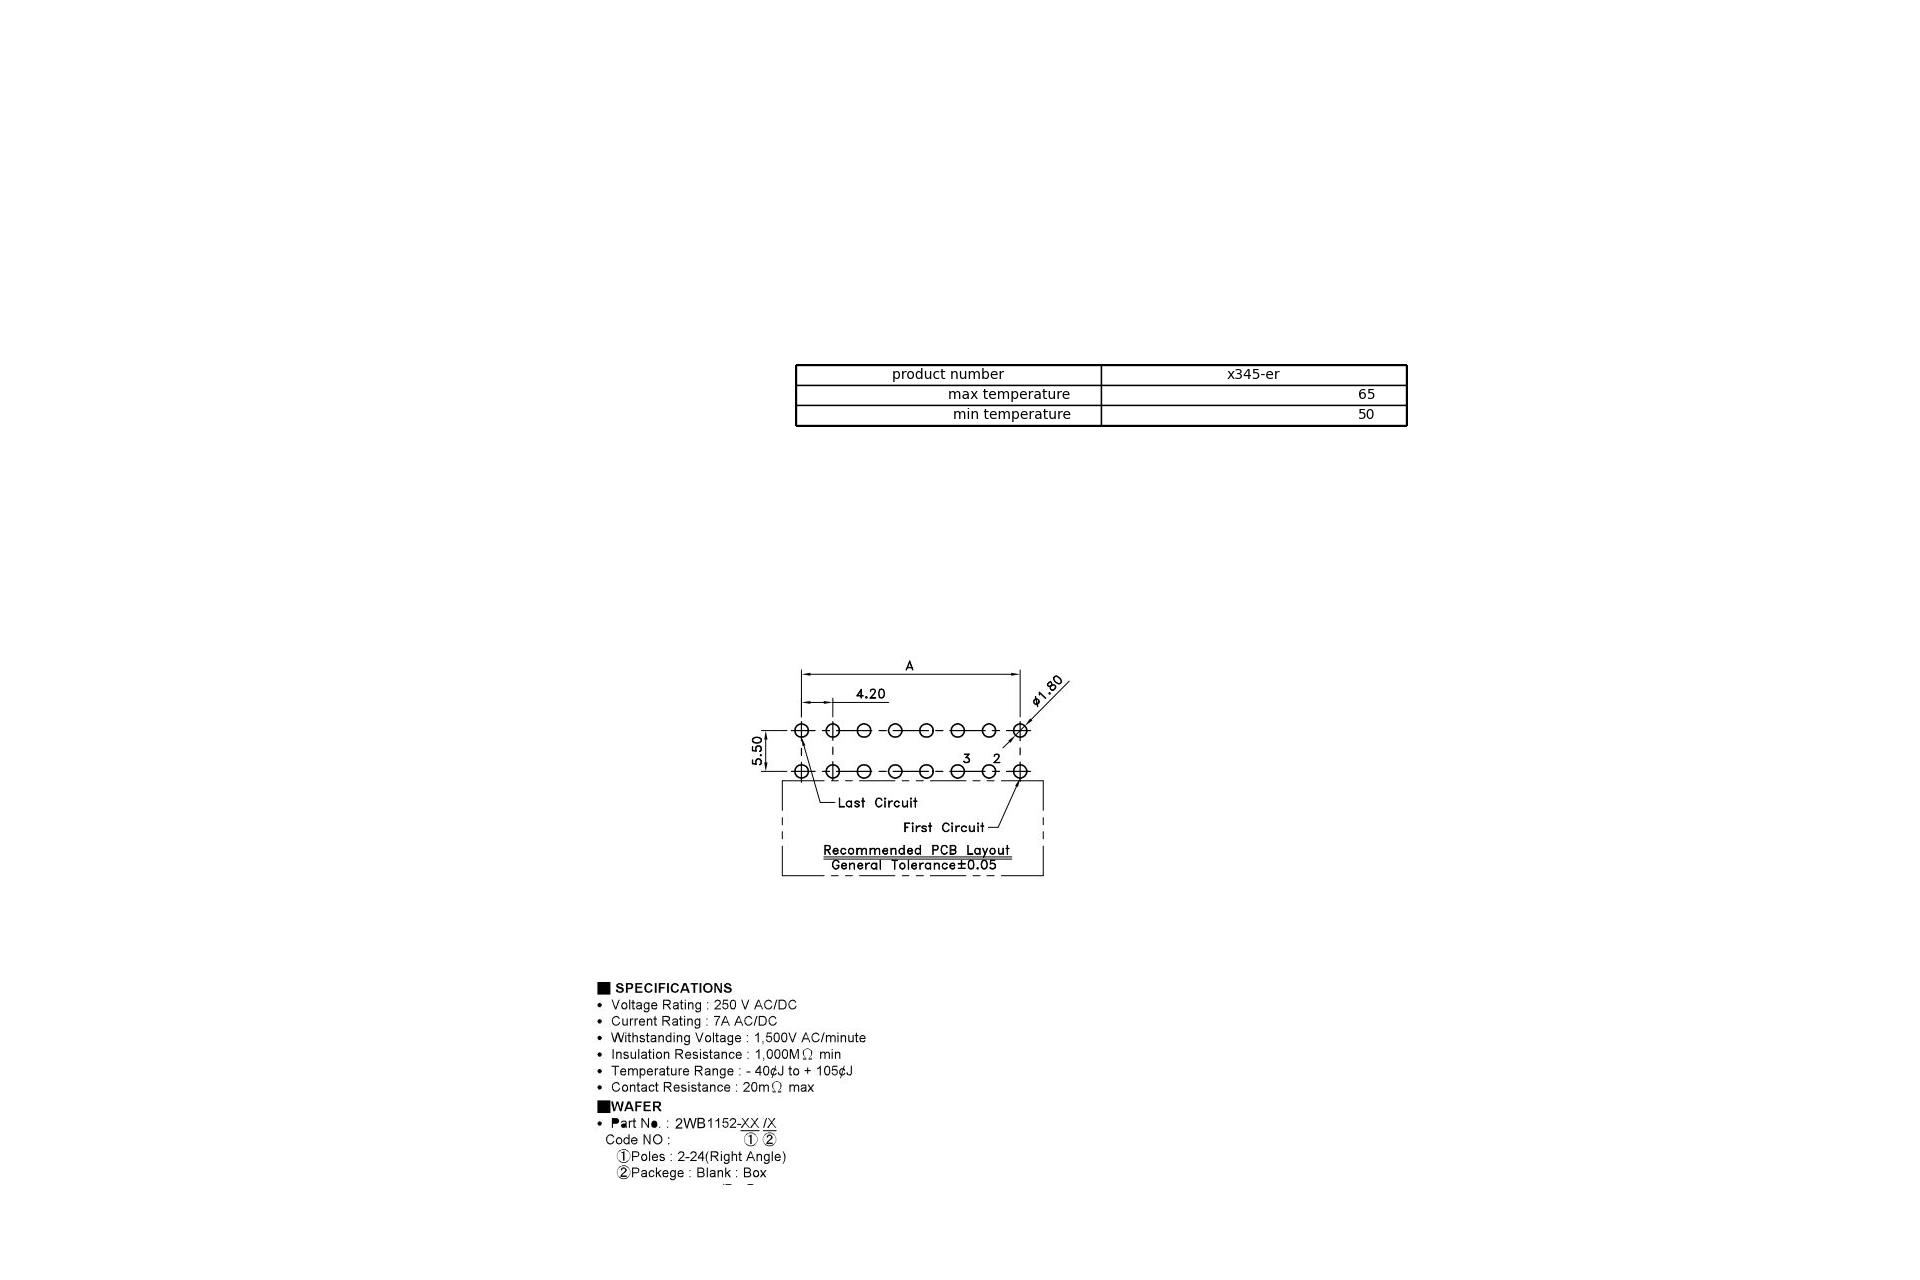 product number x345-er
max temperature 65
min temperature 50
A
4.20
ø1.80
5.50
3 2
Last Circuit
First Circuit
Recommended PCB Layout
General Tolerance±0.05
■ SPECIFICATIONS
• Voltage Rating : 250 V AC/DC
• Current Rating : 7A AC/DC
• Withstanding Voltage : 1,500V AC/minute
• Insulation Resistance : 1,000MΩ min
• Temperature Range : - 40¢J to + 105¢J
• Contact Resistance : 20mΩ max
■WAFER
• Part No. : 2WB1152-XX /X
Code NO : ① ②
①Poles : 2-24(Right Angle)
②Packege : Blank : Box